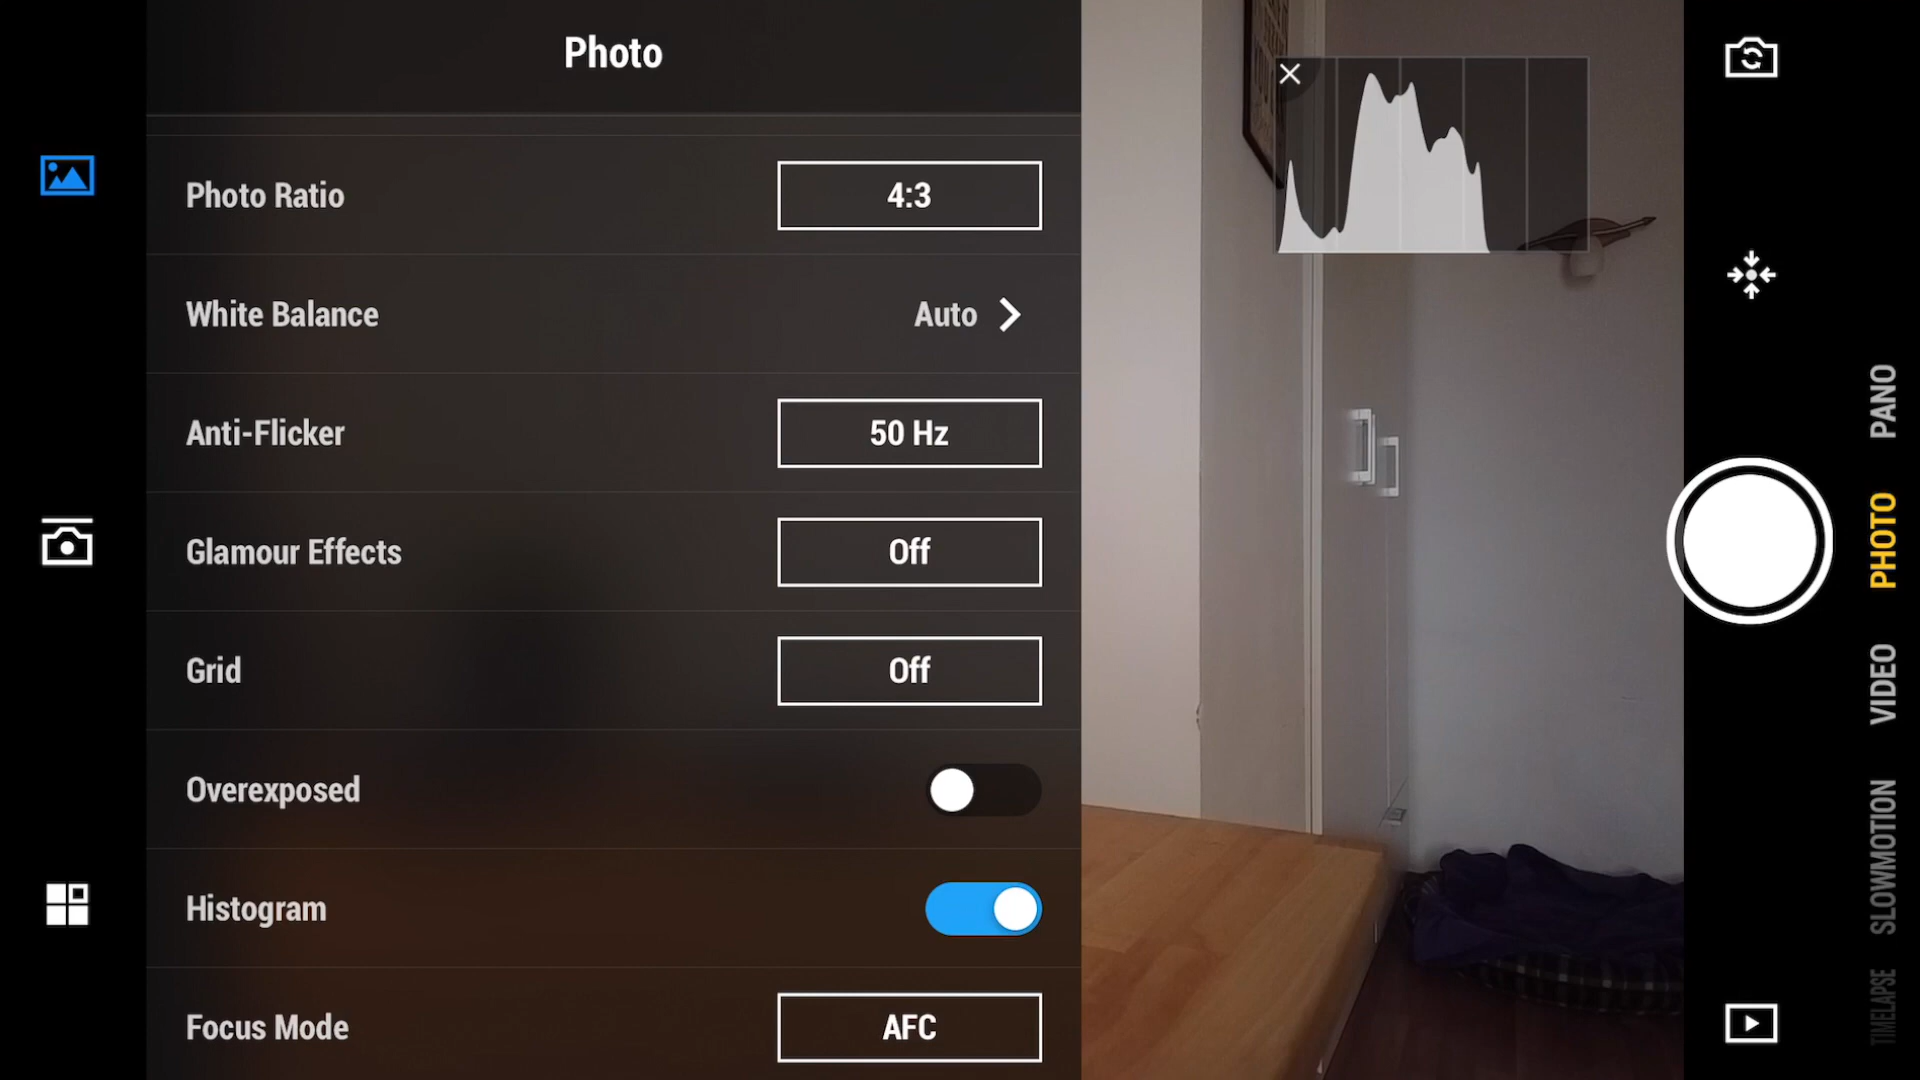 Photo
Photo Ratio 4:3
White Balance Auto
Anti-Flicker 50 Hz
Glamour Effects Off
Grid Off
Overexposed
Histogram
Focus Mode AFC
PANO
PHOTO
VIDEO
SLOWMOTION
TIMELAPSE